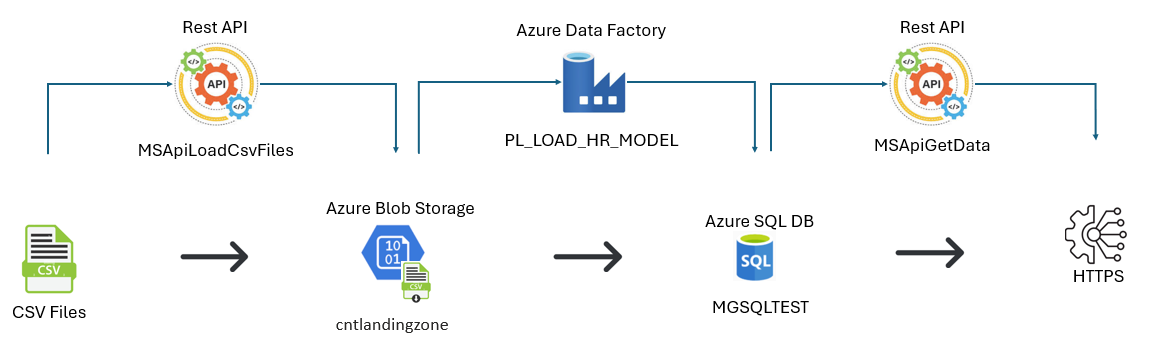 Rest API
API
MSApiLoadCsvFiles
Azure Data Factory
PL_LOAD_HR_MODEL
Rest API
API
MSApiGetData
CSV
CSV Files
Azure Blob Storage
10
01
CSV
cntlandingzone
Azure SQL DB
SQL
MGSQLTEST
HTTPS